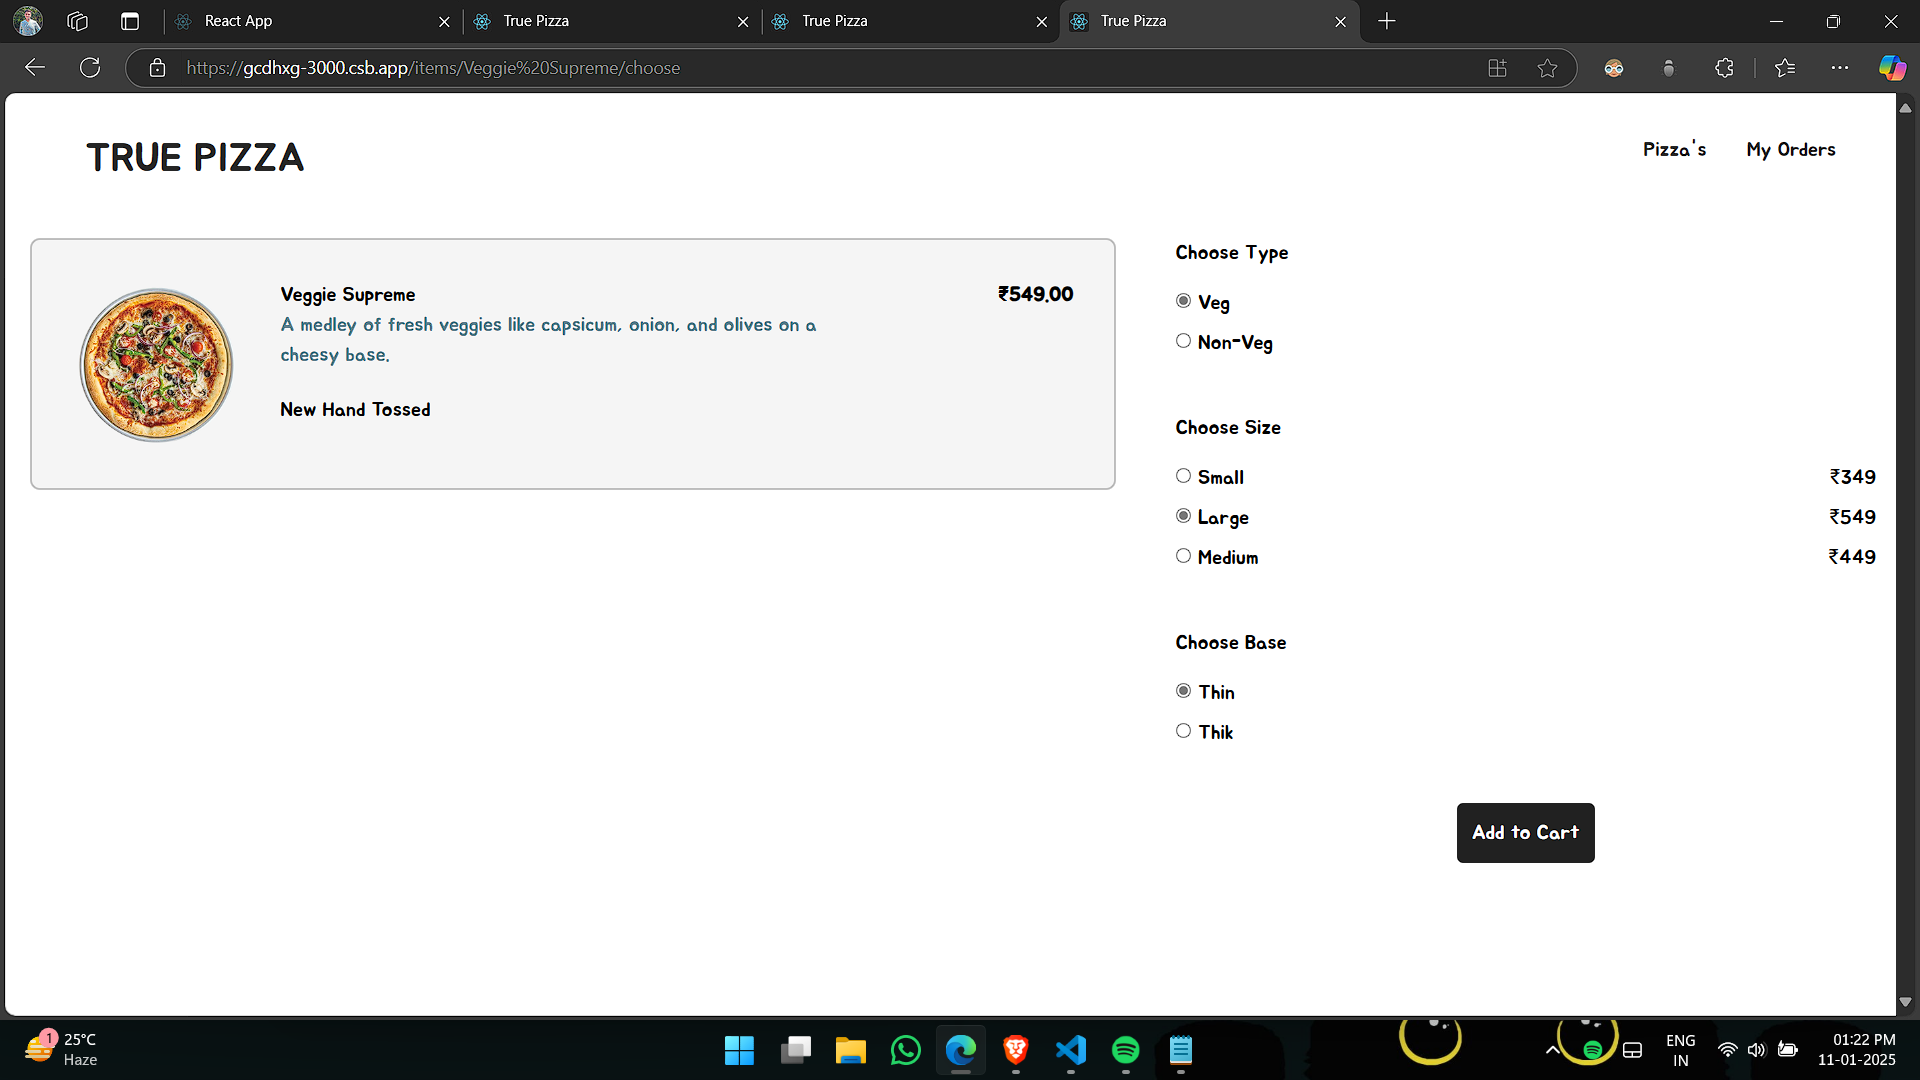 React App
True Pizza
True Pizza
True Pizza
https://gcdhxg-3000.csb.app/items/Veggie%20Supreme/choose
TRUE PIZZA
Pizza's
My Orders
Veggie Supreme
₹549.00
A medley of fresh veggies like capsicum, onion, and olives on a
cheesy base.
New Hand Tossed
Choose Type
Veg
Non-Veg
Choose Size
Small ₹349
Large ₹549
Medium ₹449
Choose Base
Thin
Thik
Add to Cart
1
25°C
Haze
ENG
IN
01:22 PM
11-01-2025